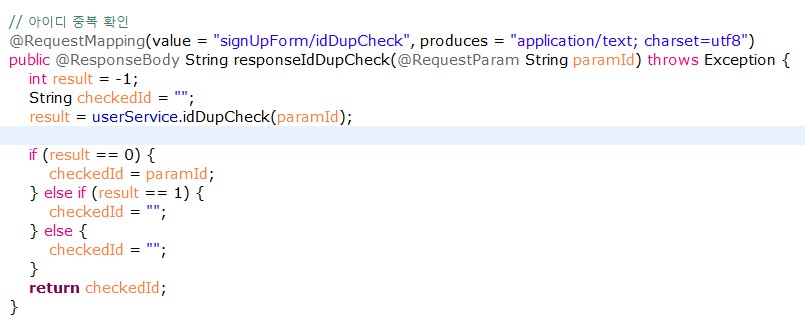 // 아이디 중복 확인
@RequestMapping(value = "signUpForm/idDupCheck", produces = "application/text; charset=utf8")
public @ResponseBody String responseIdDupCheck(@RequestParam String paramId) throws Exception {
int result = -1;
String checkedId = "";
result = userService.idDupCheck(paramId);
if (result == 0) {
checkedId = paramId;
} else if (result == 1) {
checkedId = "";
} else {
checkedId = "";
}
return checkedId;
}